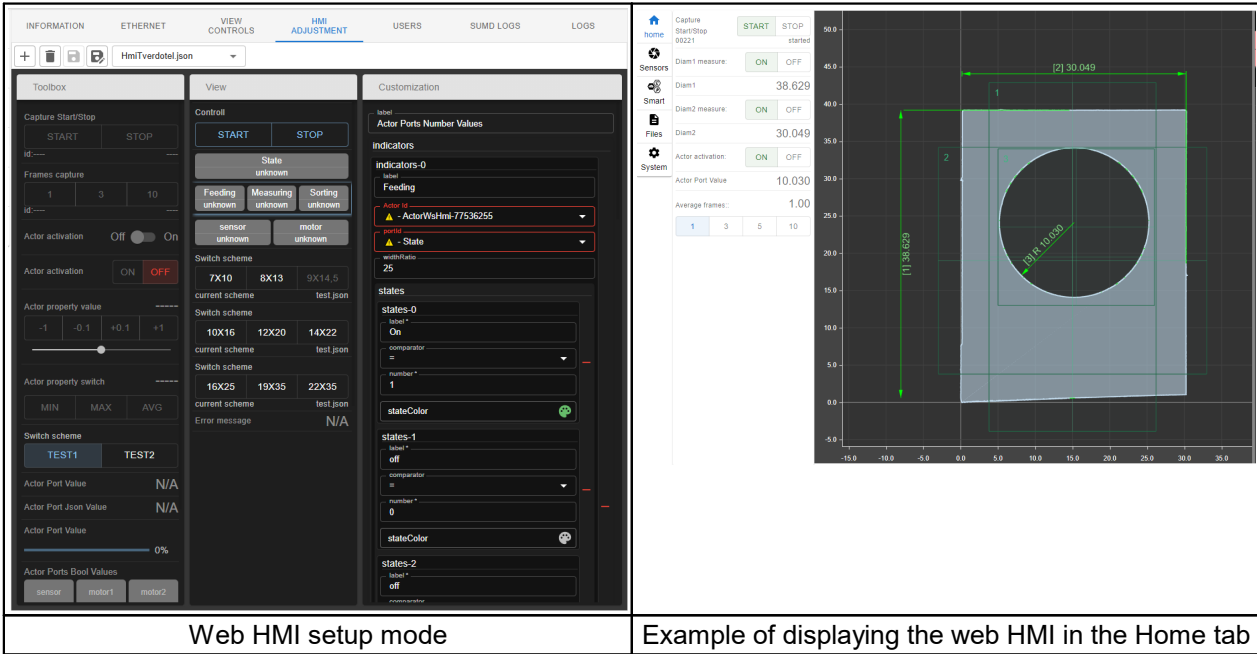 INFORMATION
ETHERNET
VIEW CONTROLS
HMI ADJUSTMENT
USERS
SUMD LOGS
LOGS
HmiTverdotel.json
Toolbox
Capture Start/Stop
START STOP
id:---- ----
Frames capture
1 3 10
id:---- ----
Actor activation Off On
Actor activation ON OFF
Actor property value -----
-1 -0.1 +0.1 +1
Actor property switch -----
MIN MAX AVG
Switch scheme
TEST1 TEST2
Actor Port Value N/A
Actor Port Json Value N/A
Actor Port Value
0%
Actor Ports Bool Values
sensor motor1 motor2
View
Controll
START STOP
State
unknown
Feeding Measuring Sorting
unknown unknown unknown
sensor motor
unknown unknown
Switch scheme
7X10 8X13 9X14,5
current scheme test.json
Switch scheme
10X16 12X20 14X22
current scheme test.json
Switch scheme
16X25 19X35 22X35
current scheme test.json
Error message N/A
Customization
label
Actor Ports Number Values
indicators
indicators-0
label
Feeding
Actor Id
- ActorWsHmi-77536255
portId
- State
widthRatio
25
states
states-0
label *
On
comparator
=
number *
1
stateColor
states-1
label *
off
comparator
=
number *
0
stateColor
states-2
label *
off
comparator
home
Sensors
Smart
Files
System
Capture
Start/Stop START STOP
00221 started
Diam1 measure: ON OFF
Diam1 38.629
Diam2 measure: ON OFF
Diam2 30.049
Actor activation: ON OFF
Actor Port Value 10.030
Average frames:: 1.00
1 3 5 10
50.0
45.0
40.0
35.0
30.0
25.0
20.0
15.0
10.0
5.0
0.0
-5.0
-15.0 -10.0 -5.0 0.0 5.0 10.0 15.0 20.0 25.0 30.0 35.0
[2] 30.049
1
2
[1] 38.629
[3] R 10.030
Web HMI setup mode
Example of displaying the web HMI in the Home tab